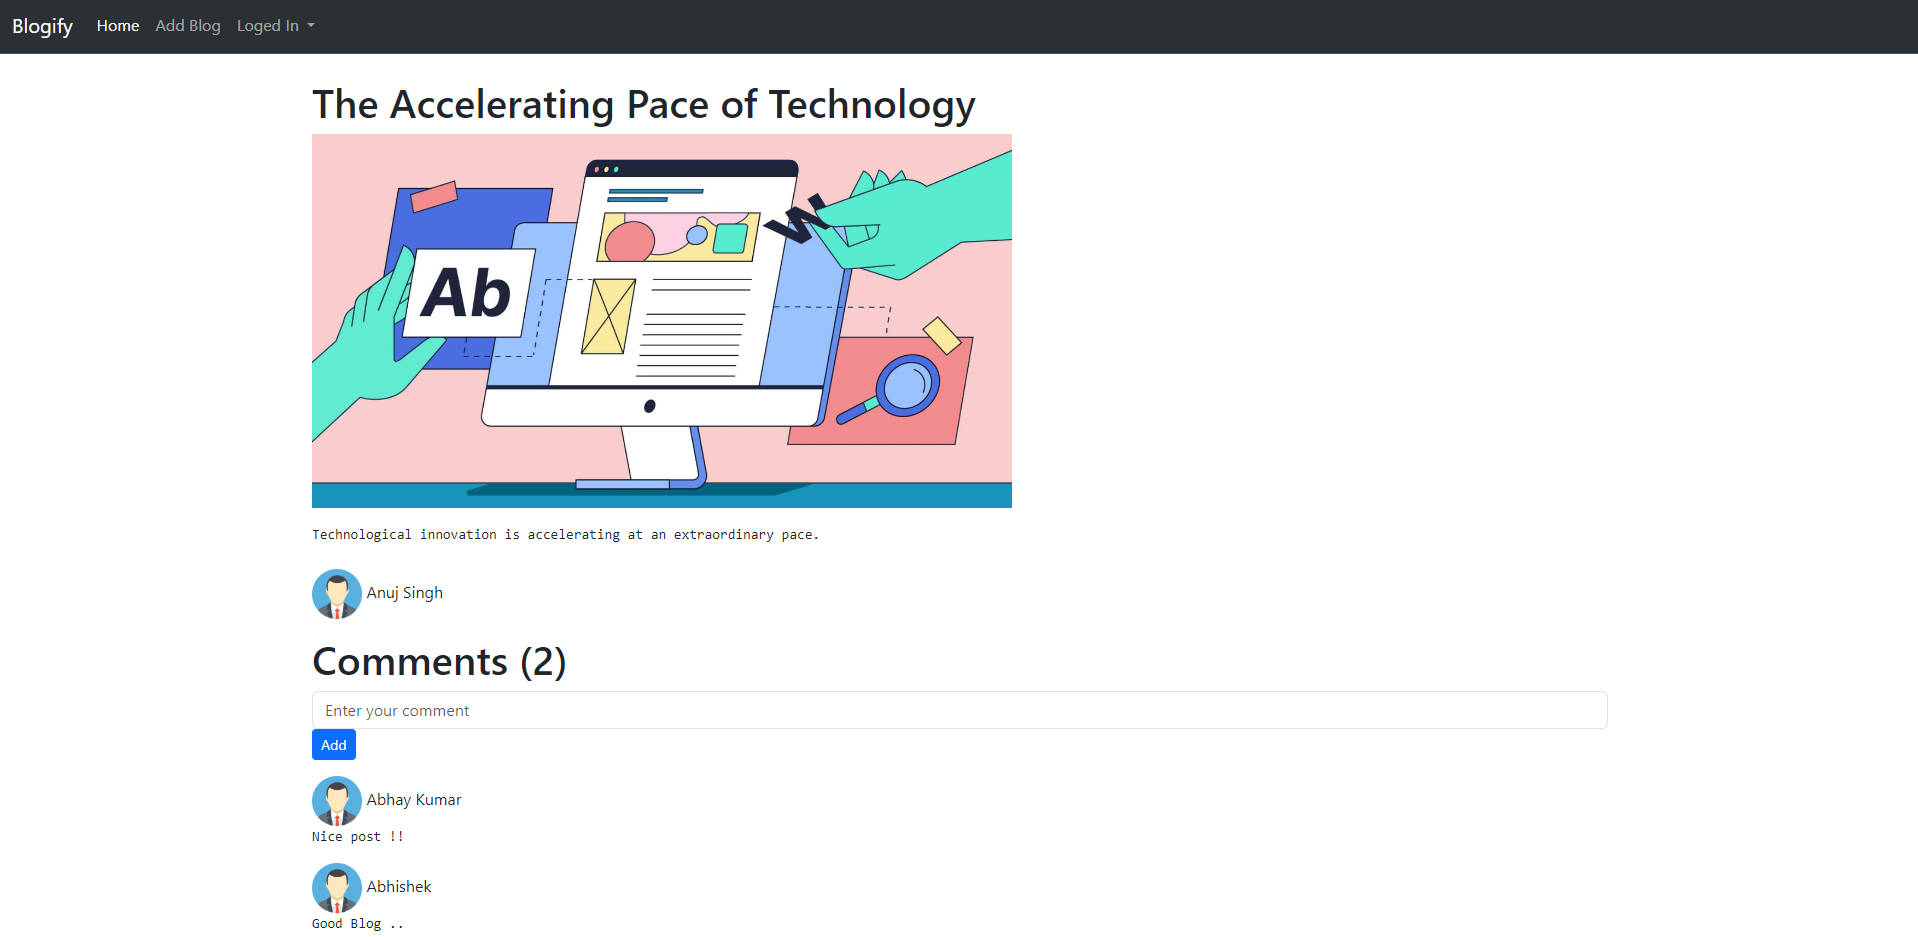 Blogify Home Add Blog Loged In
The Accelerating Pace of Technology
Ab
W
Technological innovation is accelerating at an extraordinary pace.
Anuj Singh
Comments (2)
Enter your comment
Add
Abhay Kumar
Nice post !!
Abhishek
Good Blog ..